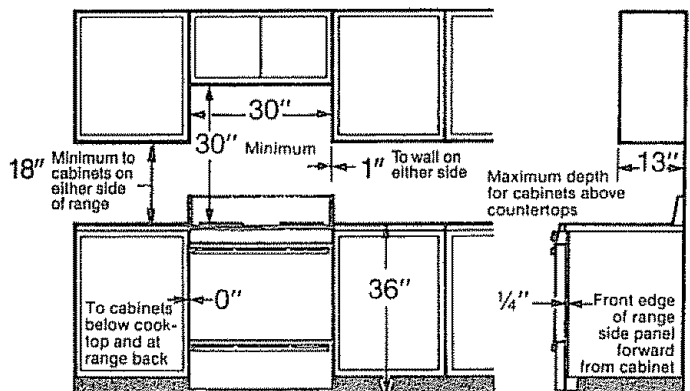 30"
30"
Minimum
18"
Minimum to
cabinets on
either side
of range
1"
To wall on
either side
13"
Maximum depth
for cabinets above
countertops
0"
To cabinets
below cook-
top and at
range back
36"
1/4"
Front edge
of range
side panel
forward
from cabinet